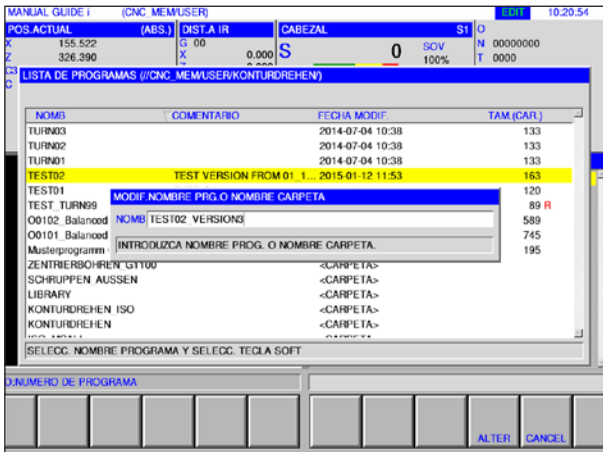 MANUAL GUIDE i (CNC_MEM/USER) EDIT 10:20:54
POS.ACTUAL (ABS.) DIST.A IR CABEZAL S1 O
X 155.522 G 00 N 00000000
Z 326.390 X 0.000 S 0 SOV 100% T 0000
C3
C
LISTA DE PROGRAMAS (//CNC_MEM/USER/KONTURDREHEN/)
NOMB COMENTARIO FECHA MODIF. TAM.(CAR.)
TURN03 2014-07-04 10:38 133
TURN02 2014-07-04 10:38 133
TURN01 2014-07-04 10:38 133
TEST02 TEST VERSION FROM 01_1... 2015-01-12 11:53 163
TEST01 120
TEST_TURN99 89 R
O0102_Balanced 589
O0101_Balanced 745
Musterprogramm 195
MODIF.NOMBRE PRG.O NOMBRE CARPETA
NOMB TEST02_VERSION3
INTRODUZCA NOMBRE PROG. O NOMBRE CARPETA.
ZENTRIERBOHREN_G1100 <CARPETA>
SCHRUPPEN_AUSSEN <CARPETA>
LIBRARY <CARPETA>
KONTURDREHEN_ISO <CARPETA>
KONTURDREHEN <CARPETA>
SELECC. NOMBRE PROGRAMA Y SELECC. TECLA SOFT
O:NUMERO DE PROGRAMA
ALTER CANCEL